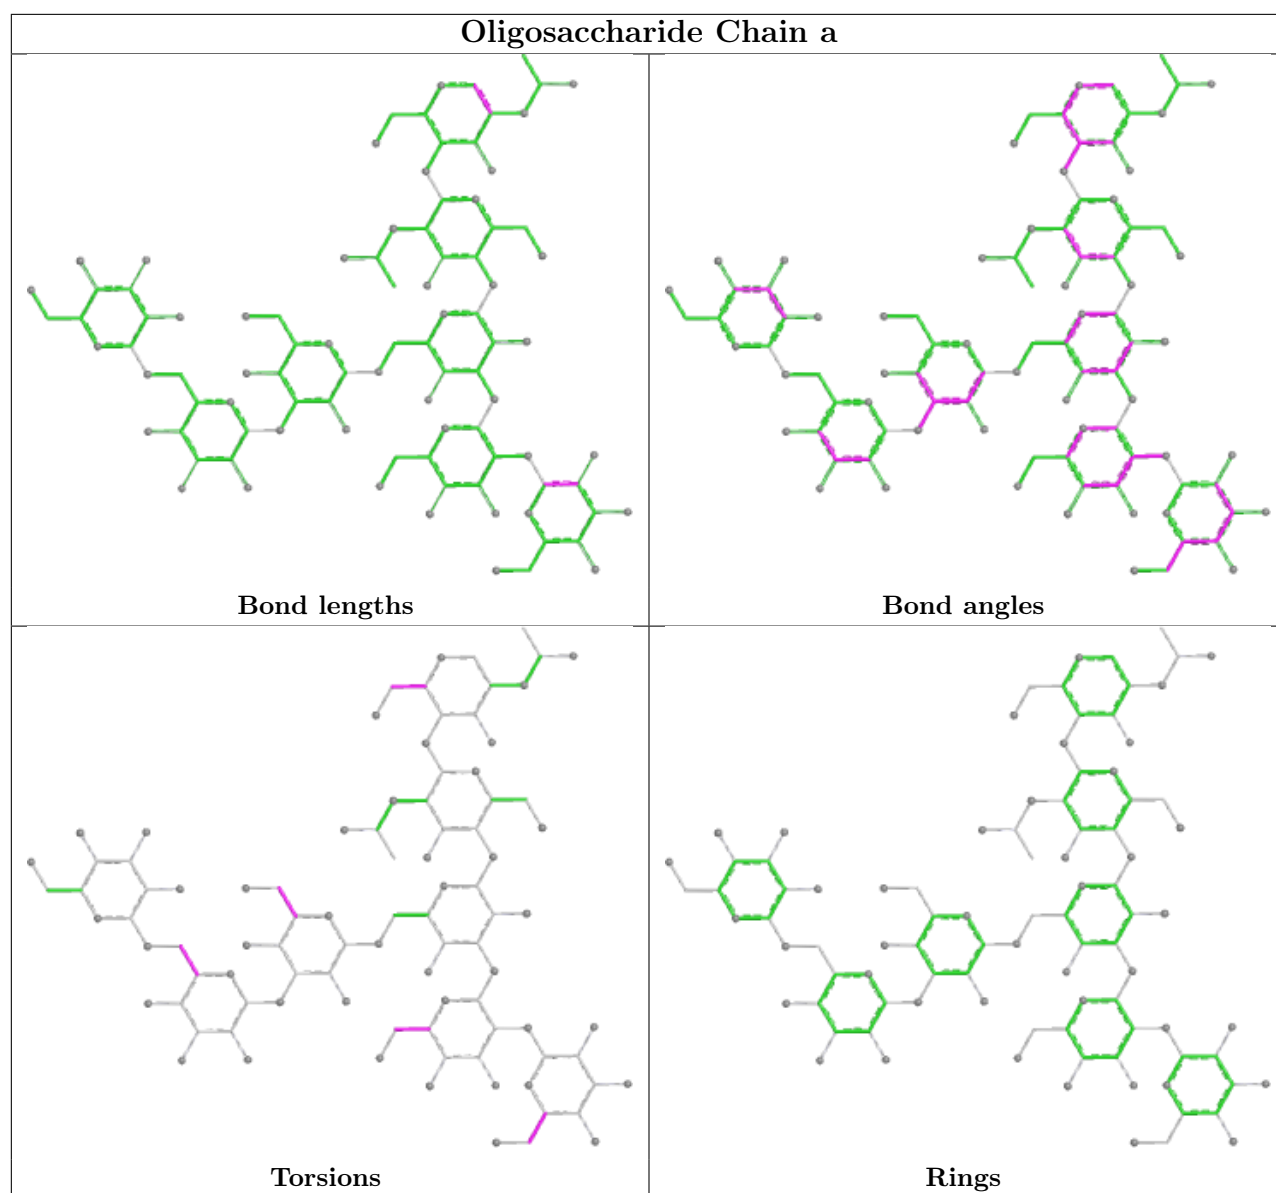 Oligosaccharide Chain a
Bond lengths
Bond angles
Torsions
Rings